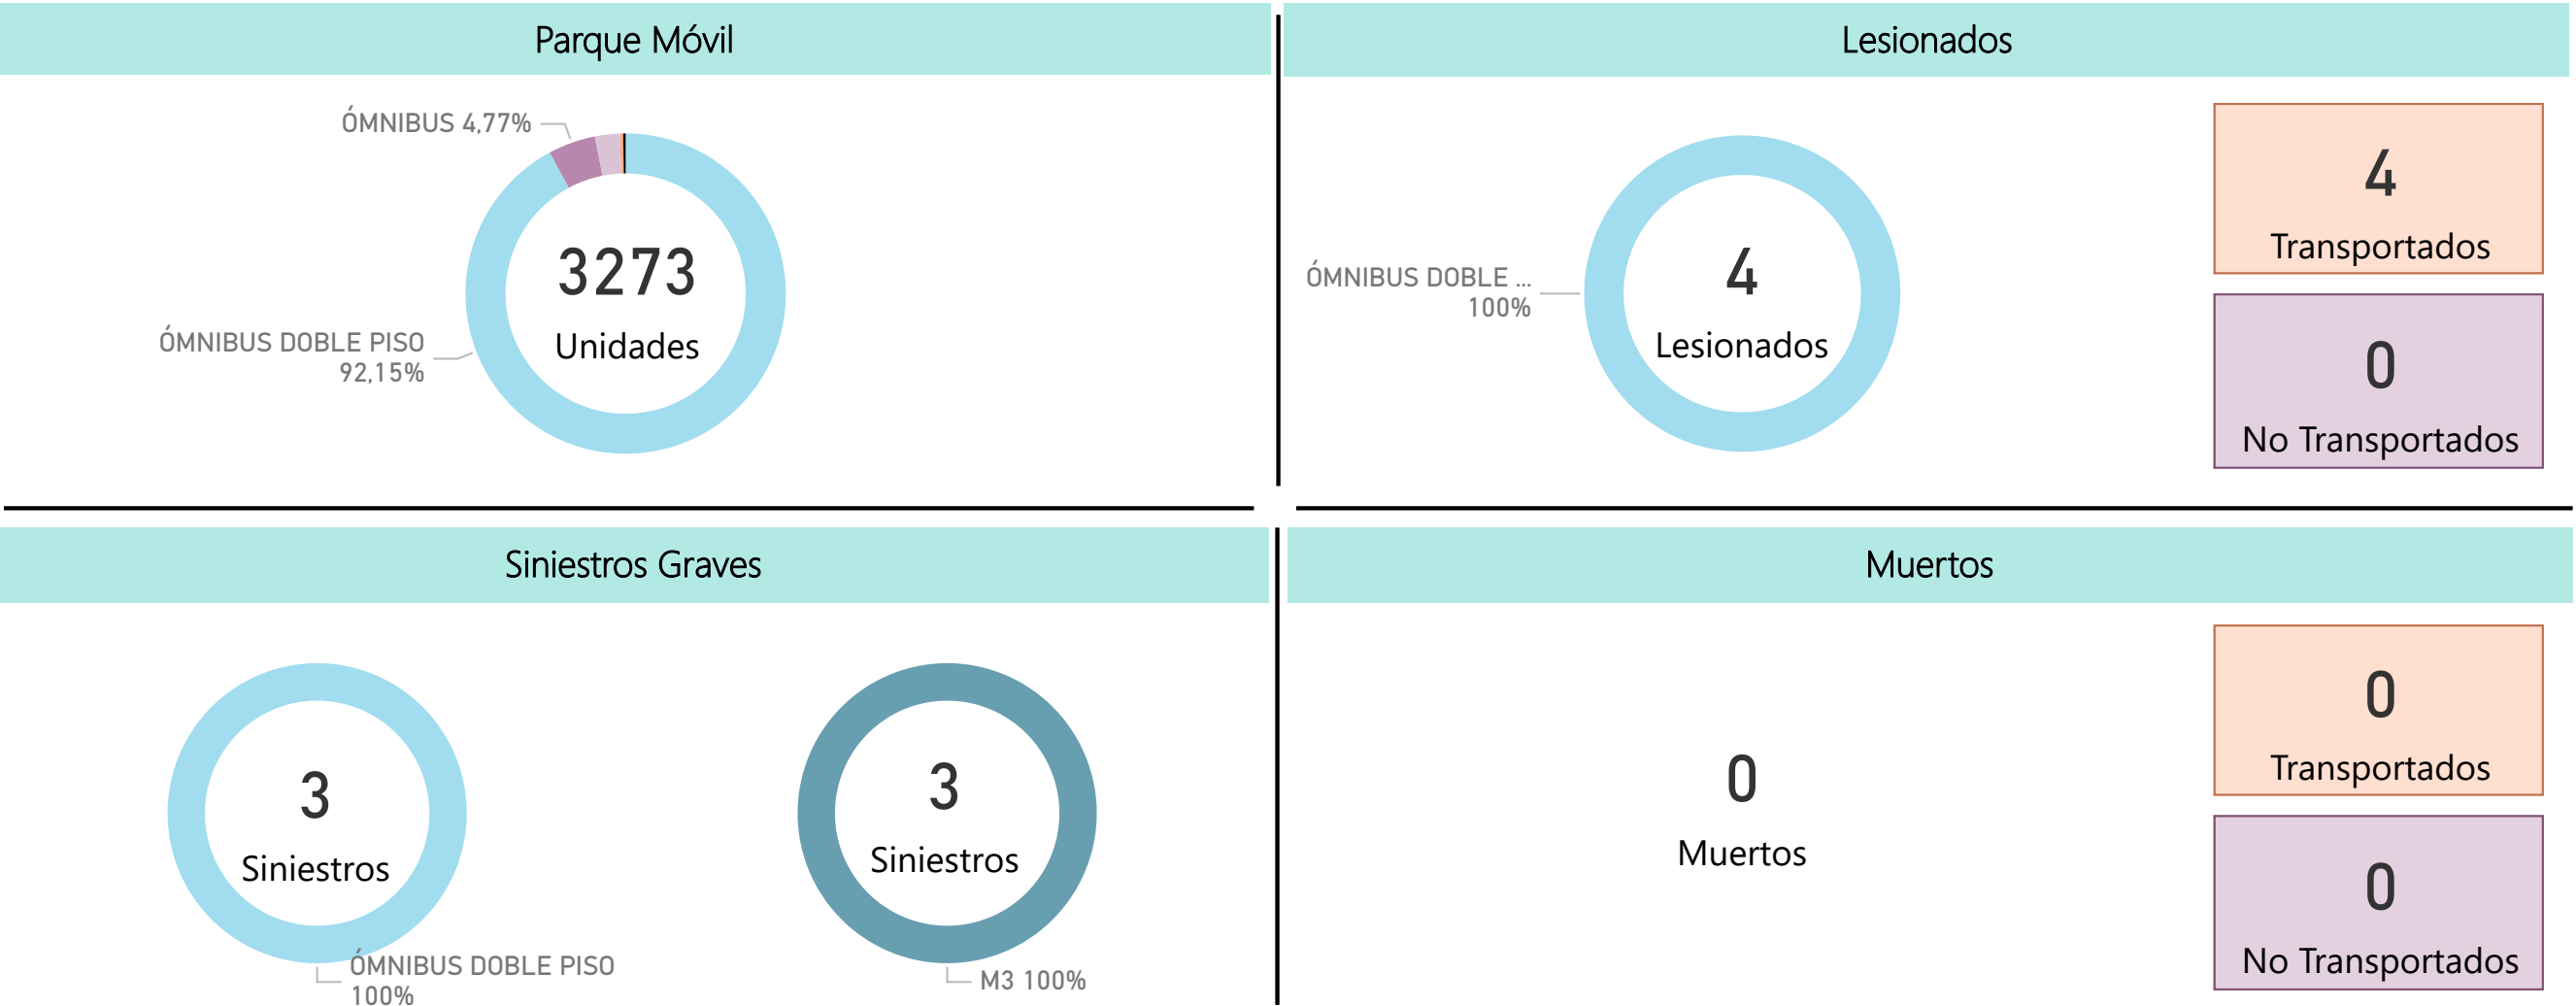 Parque Móvil
ÓMNIBUS 4,77%
3273
Unidades
ÓMNIBUS DOBLE PISO
92,15%
Lesionados
ÓMNIBUS DOBLE ...
100%
4
Lesionados
4
Transportados
0
No Transportados
Siniestros Graves
3
Siniestros
ÓMNIBUS DOBLE PISO
100%
3
Siniestros
M3 100%
Muertos
0
Muertos
0
Transportados
0
No Transportados